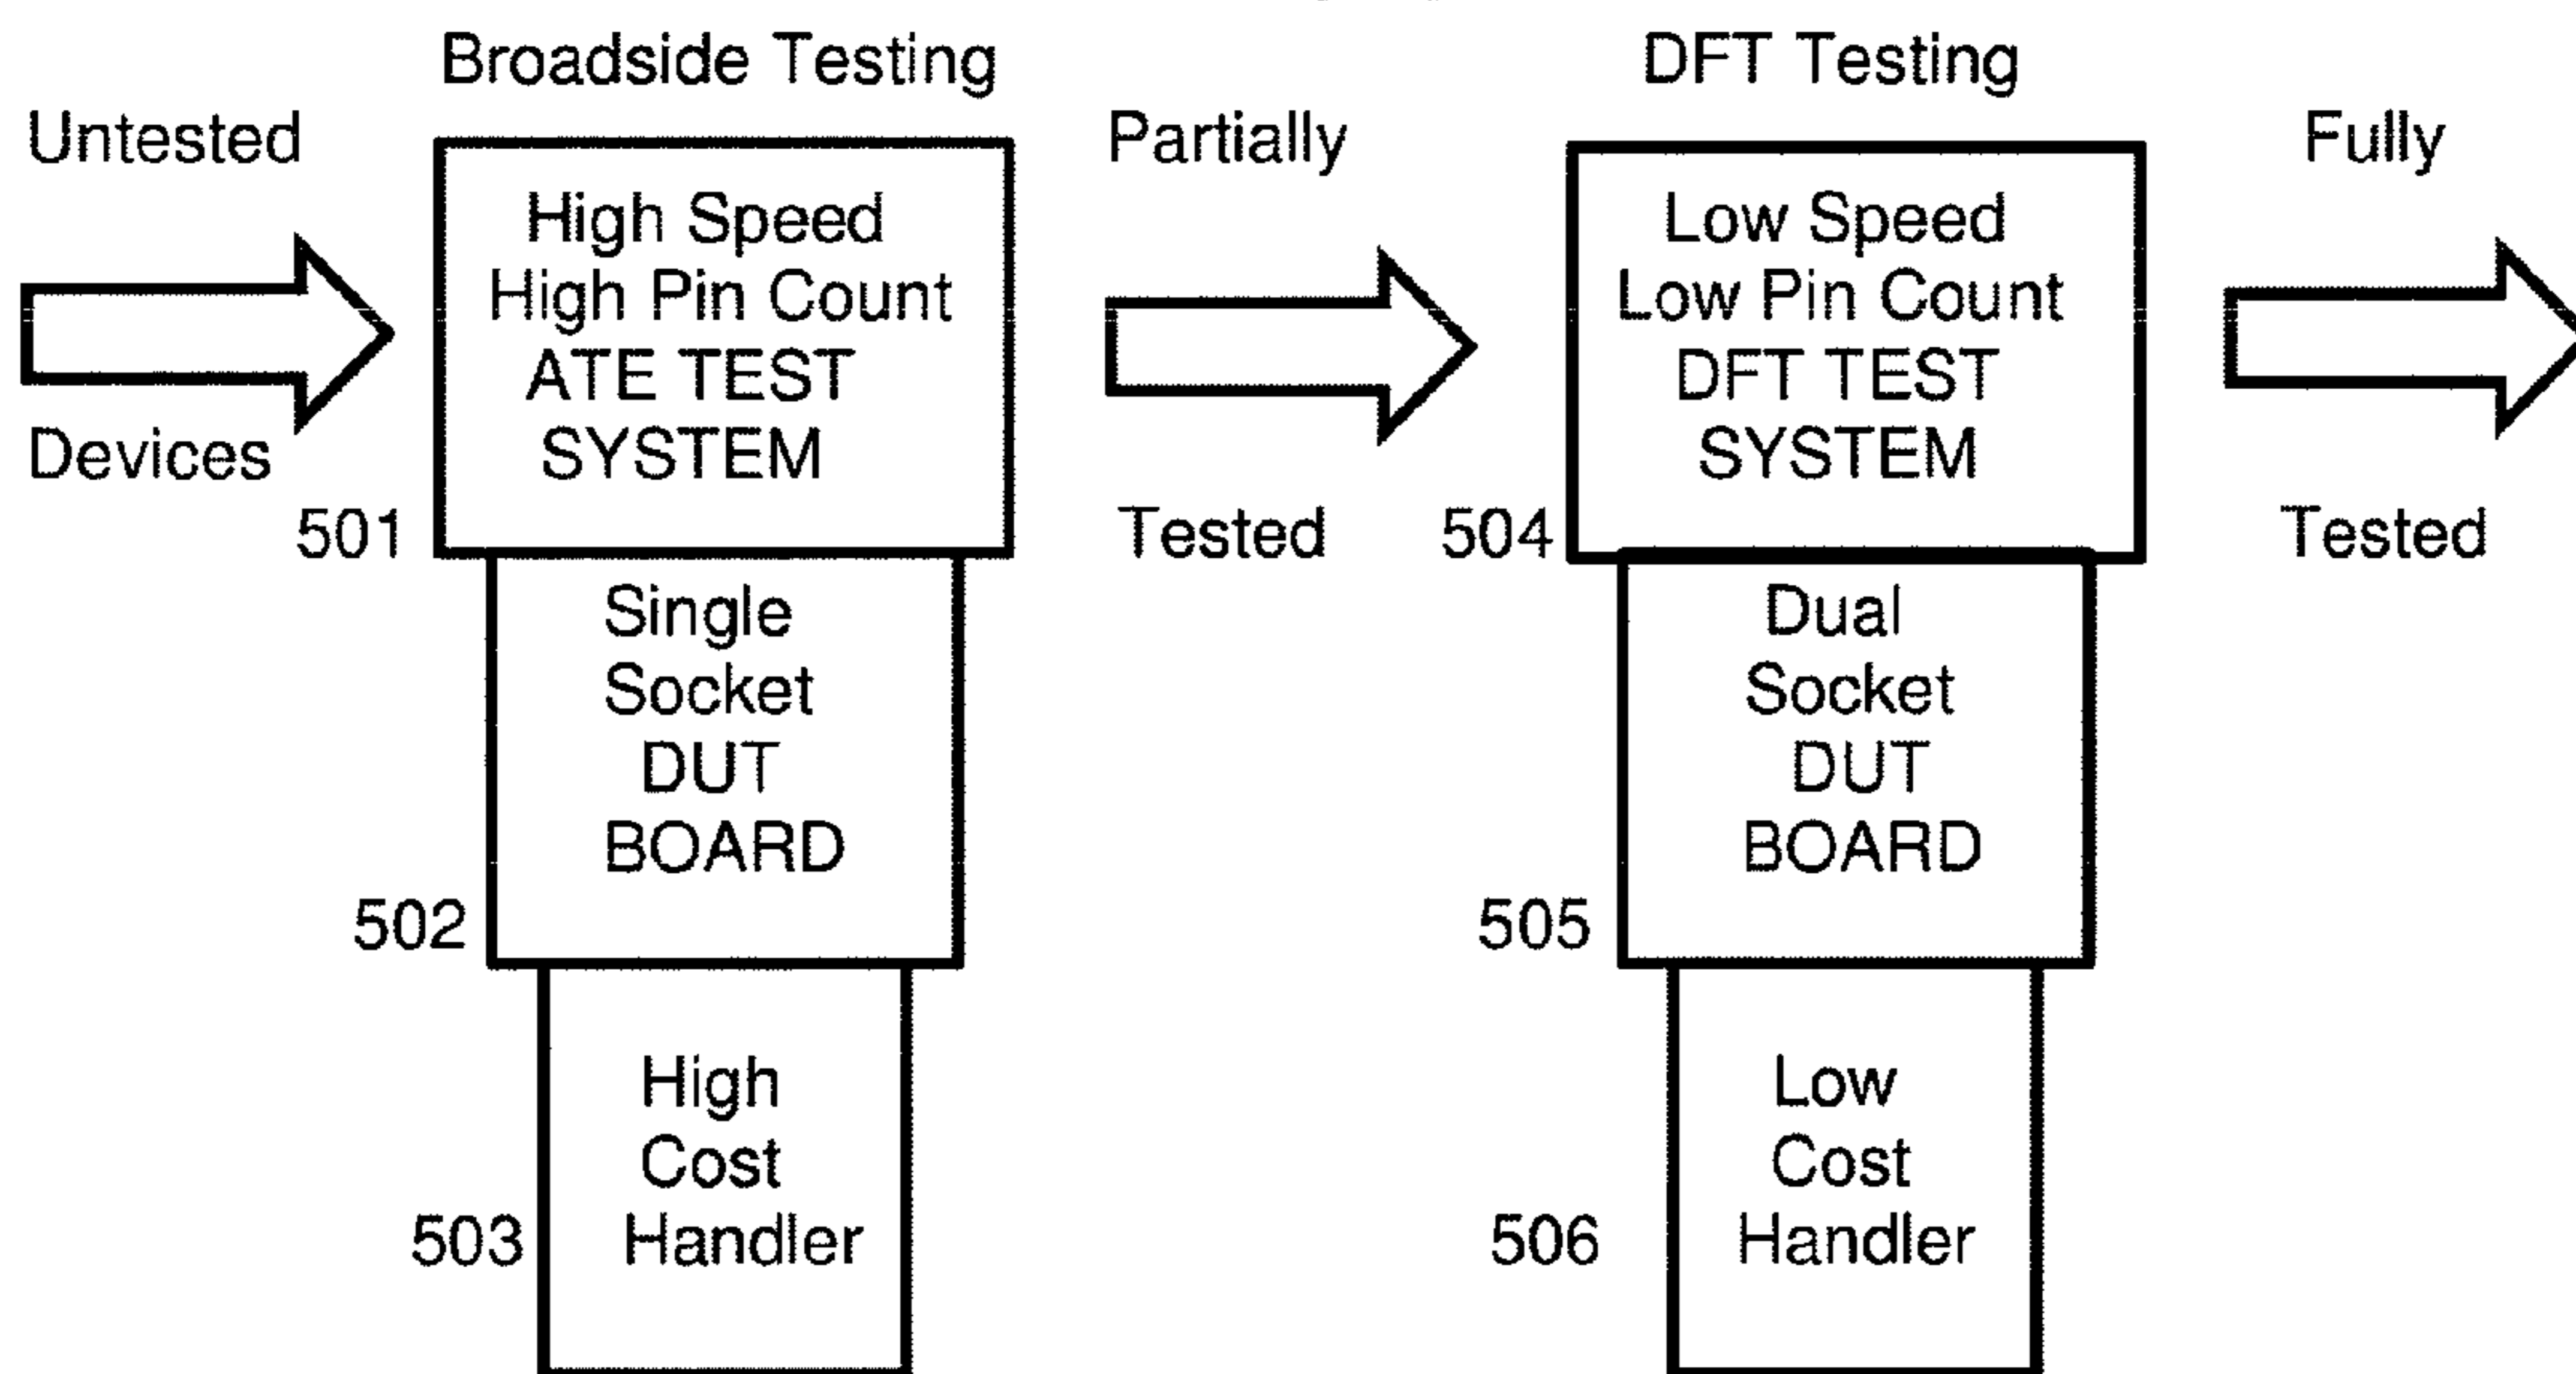 Broadside Testing
DFT Testing
Untested
Devices
High Speed
High Pin Count
ATE TEST
SYSTEM
501
Single
Socket
DUT
BOARD
502
High
Cost
Handler
503
Partially
Tested
Low Speed
Low Pin Count
DFT TEST
SYSTEM
504
Dual
Socket
DUT
BOARD
505
Low
Cost
Handler
506
Fully
Tested